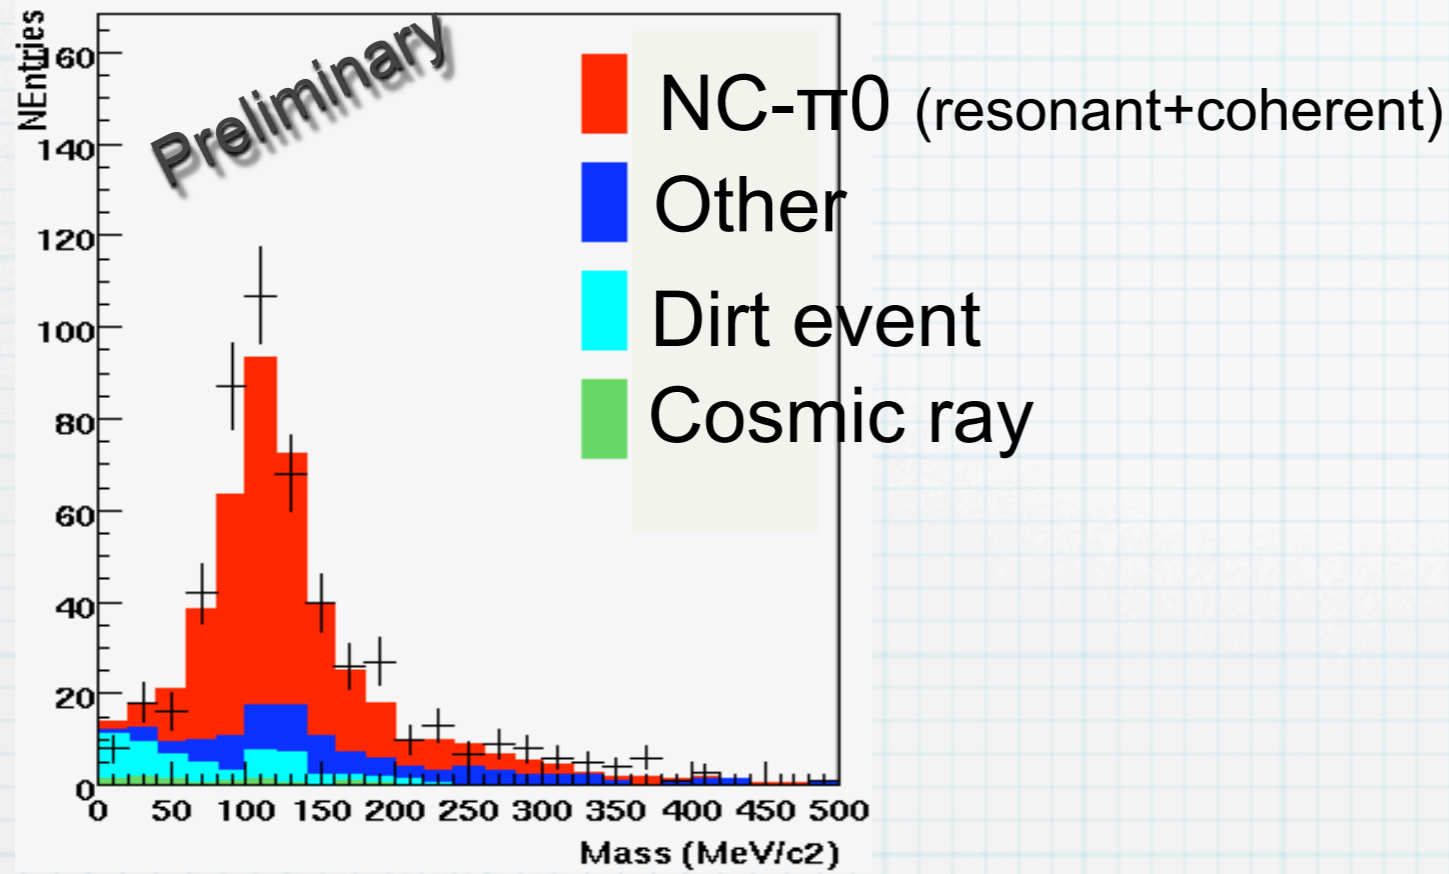 NEntries
Preliminary
160
140
120
100
80
60
40
20
0
NC-π0 (resonant+coherent)
Other
Dirt event
Cosmic ray
0 50 100 150 200 250 300 350 400 450 500
Mass (MeV/c2)